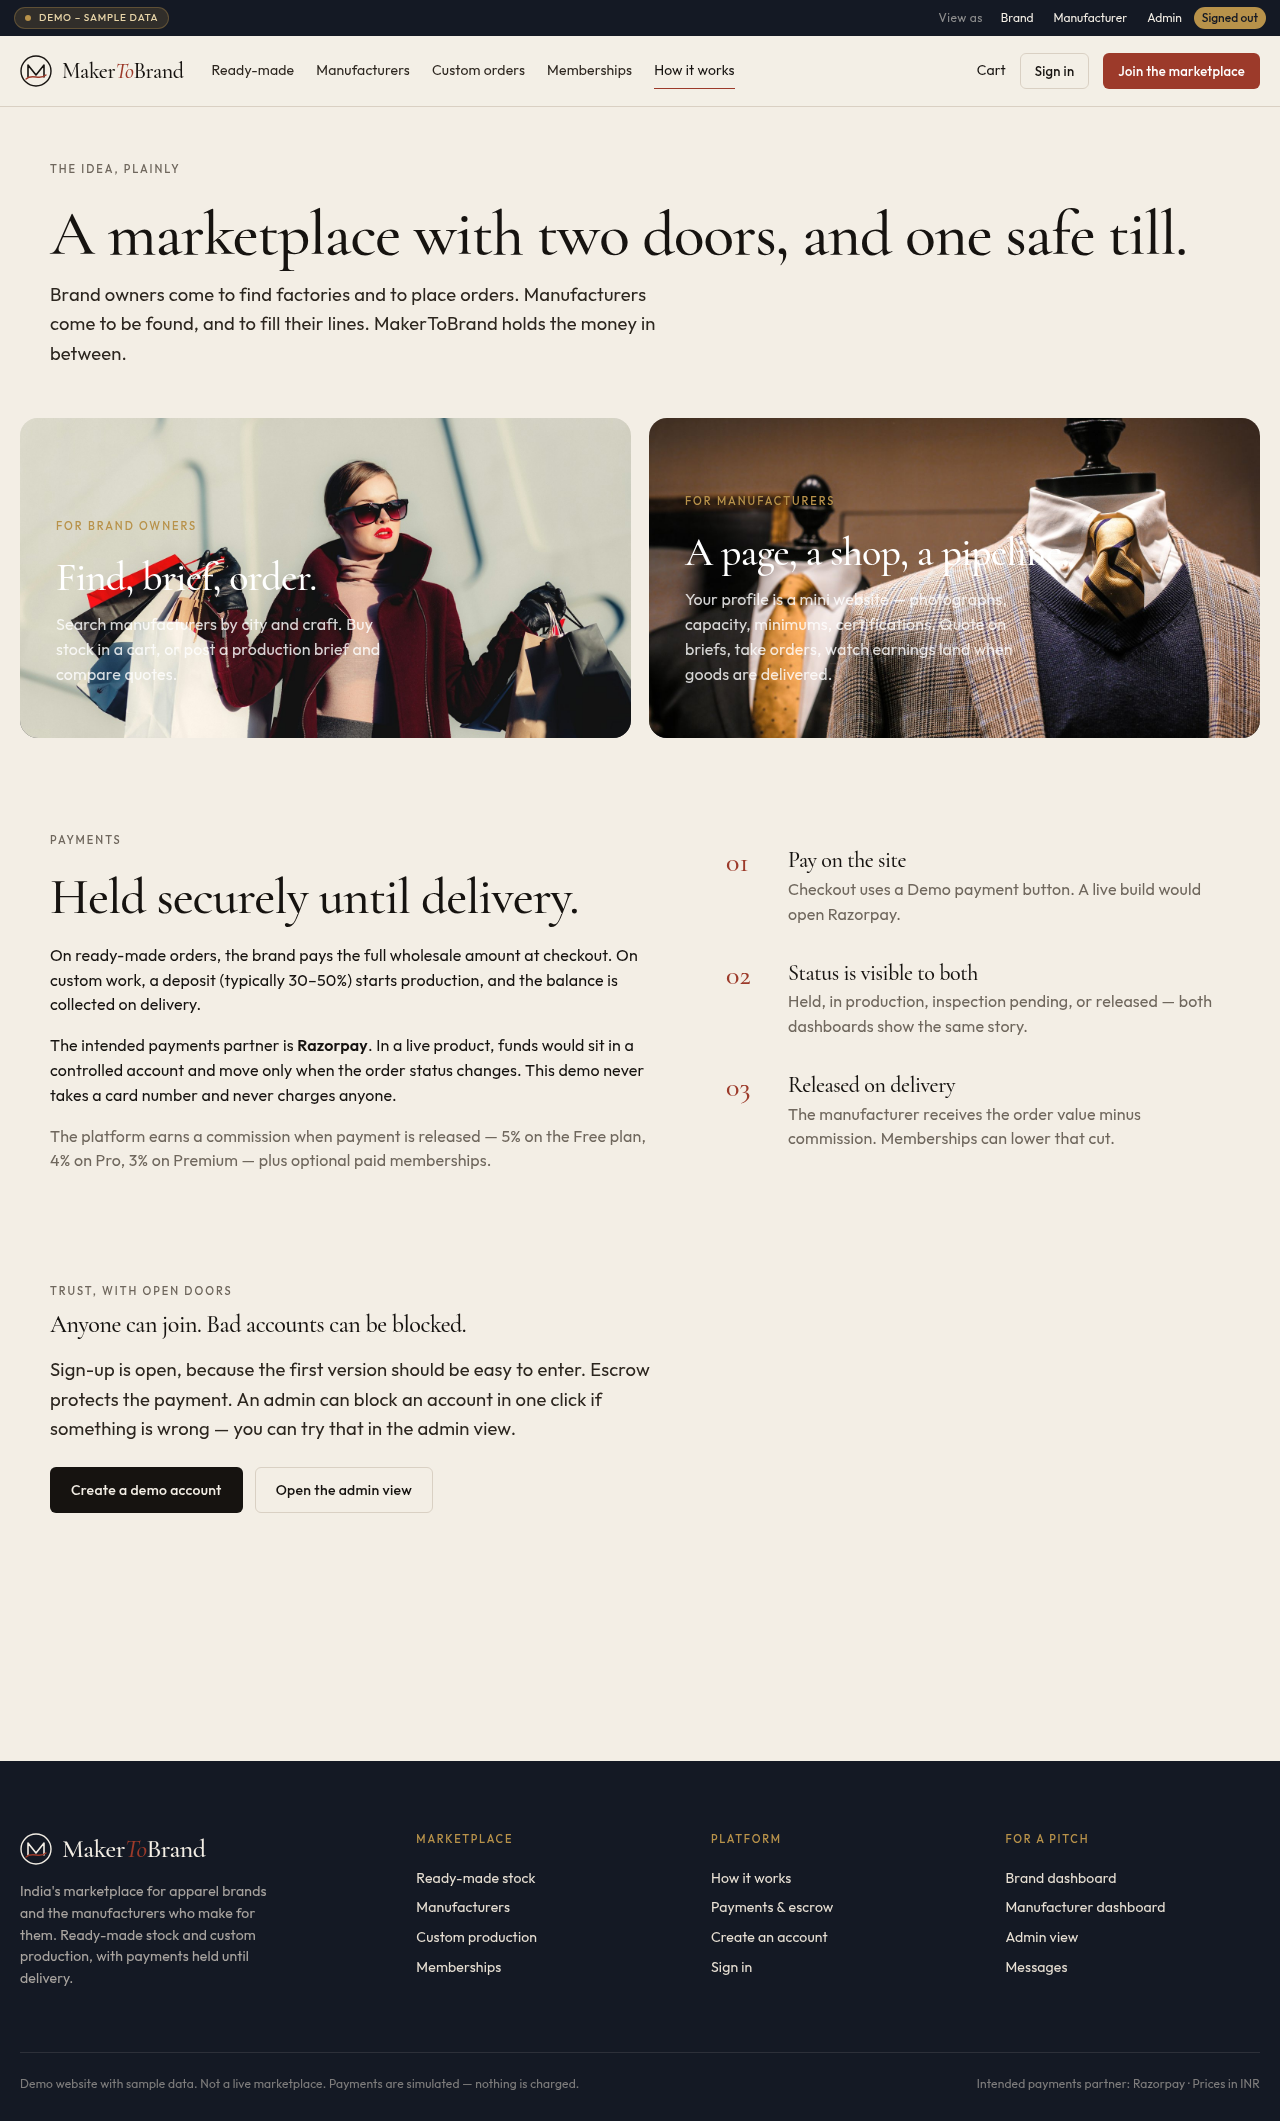 DEMO – SAMPLE DATA
View as Brand Manufacturer Admin Signed out
MakerToBrand Ready-made Manufacturers Custom orders Memberships How it works Cart Sign in Join the marketplace
THE IDEA, PLAINLY
A marketplace with two doors, and one safe till.
Brand owners come to find factories and to place orders. Manufacturers
come to be found, and to fill their lines. MakerToBrand holds the money in
between.
FOR BRAND OWNERS
Find, brief, order.
Search manufacturers by city and craft. Buy
stock in a cart, or post a production brief and
compare quotes.
FOR MANUFACTURERS
A page, a shop, a pipeline.
Your profile is a mini website — photographs,
capacity, minimums, certifications. Quote on
briefs, take orders, watch earnings land when
goods are delivered.
PAYMENTS
Held securely until delivery.
On ready-made orders, the brand pays the full wholesale amount at checkout. On
custom work, a deposit (typically 30–50%) starts production, and the balance is
collected on delivery.
The intended payments partner is Razorpay. In a live product, funds would sit in a
controlled account and move only when the order status changes. This demo never
takes a card number and never charges anyone.
The platform earns a commission when payment is released — 5% on the Free plan,
4% on Pro, 3% on Premium — plus optional paid memberships.
01 Pay on the site
Checkout uses a Demo payment button. A live build would
open Razorpay.
02 Status is visible to both
Held, in production, inspection pending, or released — both
dashboards show the same story.
03 Released on delivery
The manufacturer receives the order value minus
commission. Memberships can lower that cut.
TRUST, WITH OPEN DOORS
Anyone can join. Bad accounts can be blocked.
Sign-up is open, because the first version should be easy to enter. Escrow
protects the payment. An admin can block an account in one click if
something is wrong — you can try that in the admin view.
Create a demo account Open the admin view
MakerToBrand
India's marketplace for apparel brands
and the manufacturers who make for
them. Ready-made stock and custom
production, with payments held until
delivery.
MARKETPLACE
Ready-made stock
Manufacturers
Custom production
Memberships
PLATFORM
How it works
Payments & escrow
Create an account
Sign in
FOR A PITCH
Brand dashboard
Manufacturer dashboard
Admin view
Messages
Demo website with sample data. Not a live marketplace. Payments are simulated — nothing is charged.
Intended payments partner: Razorpay · Prices in INR